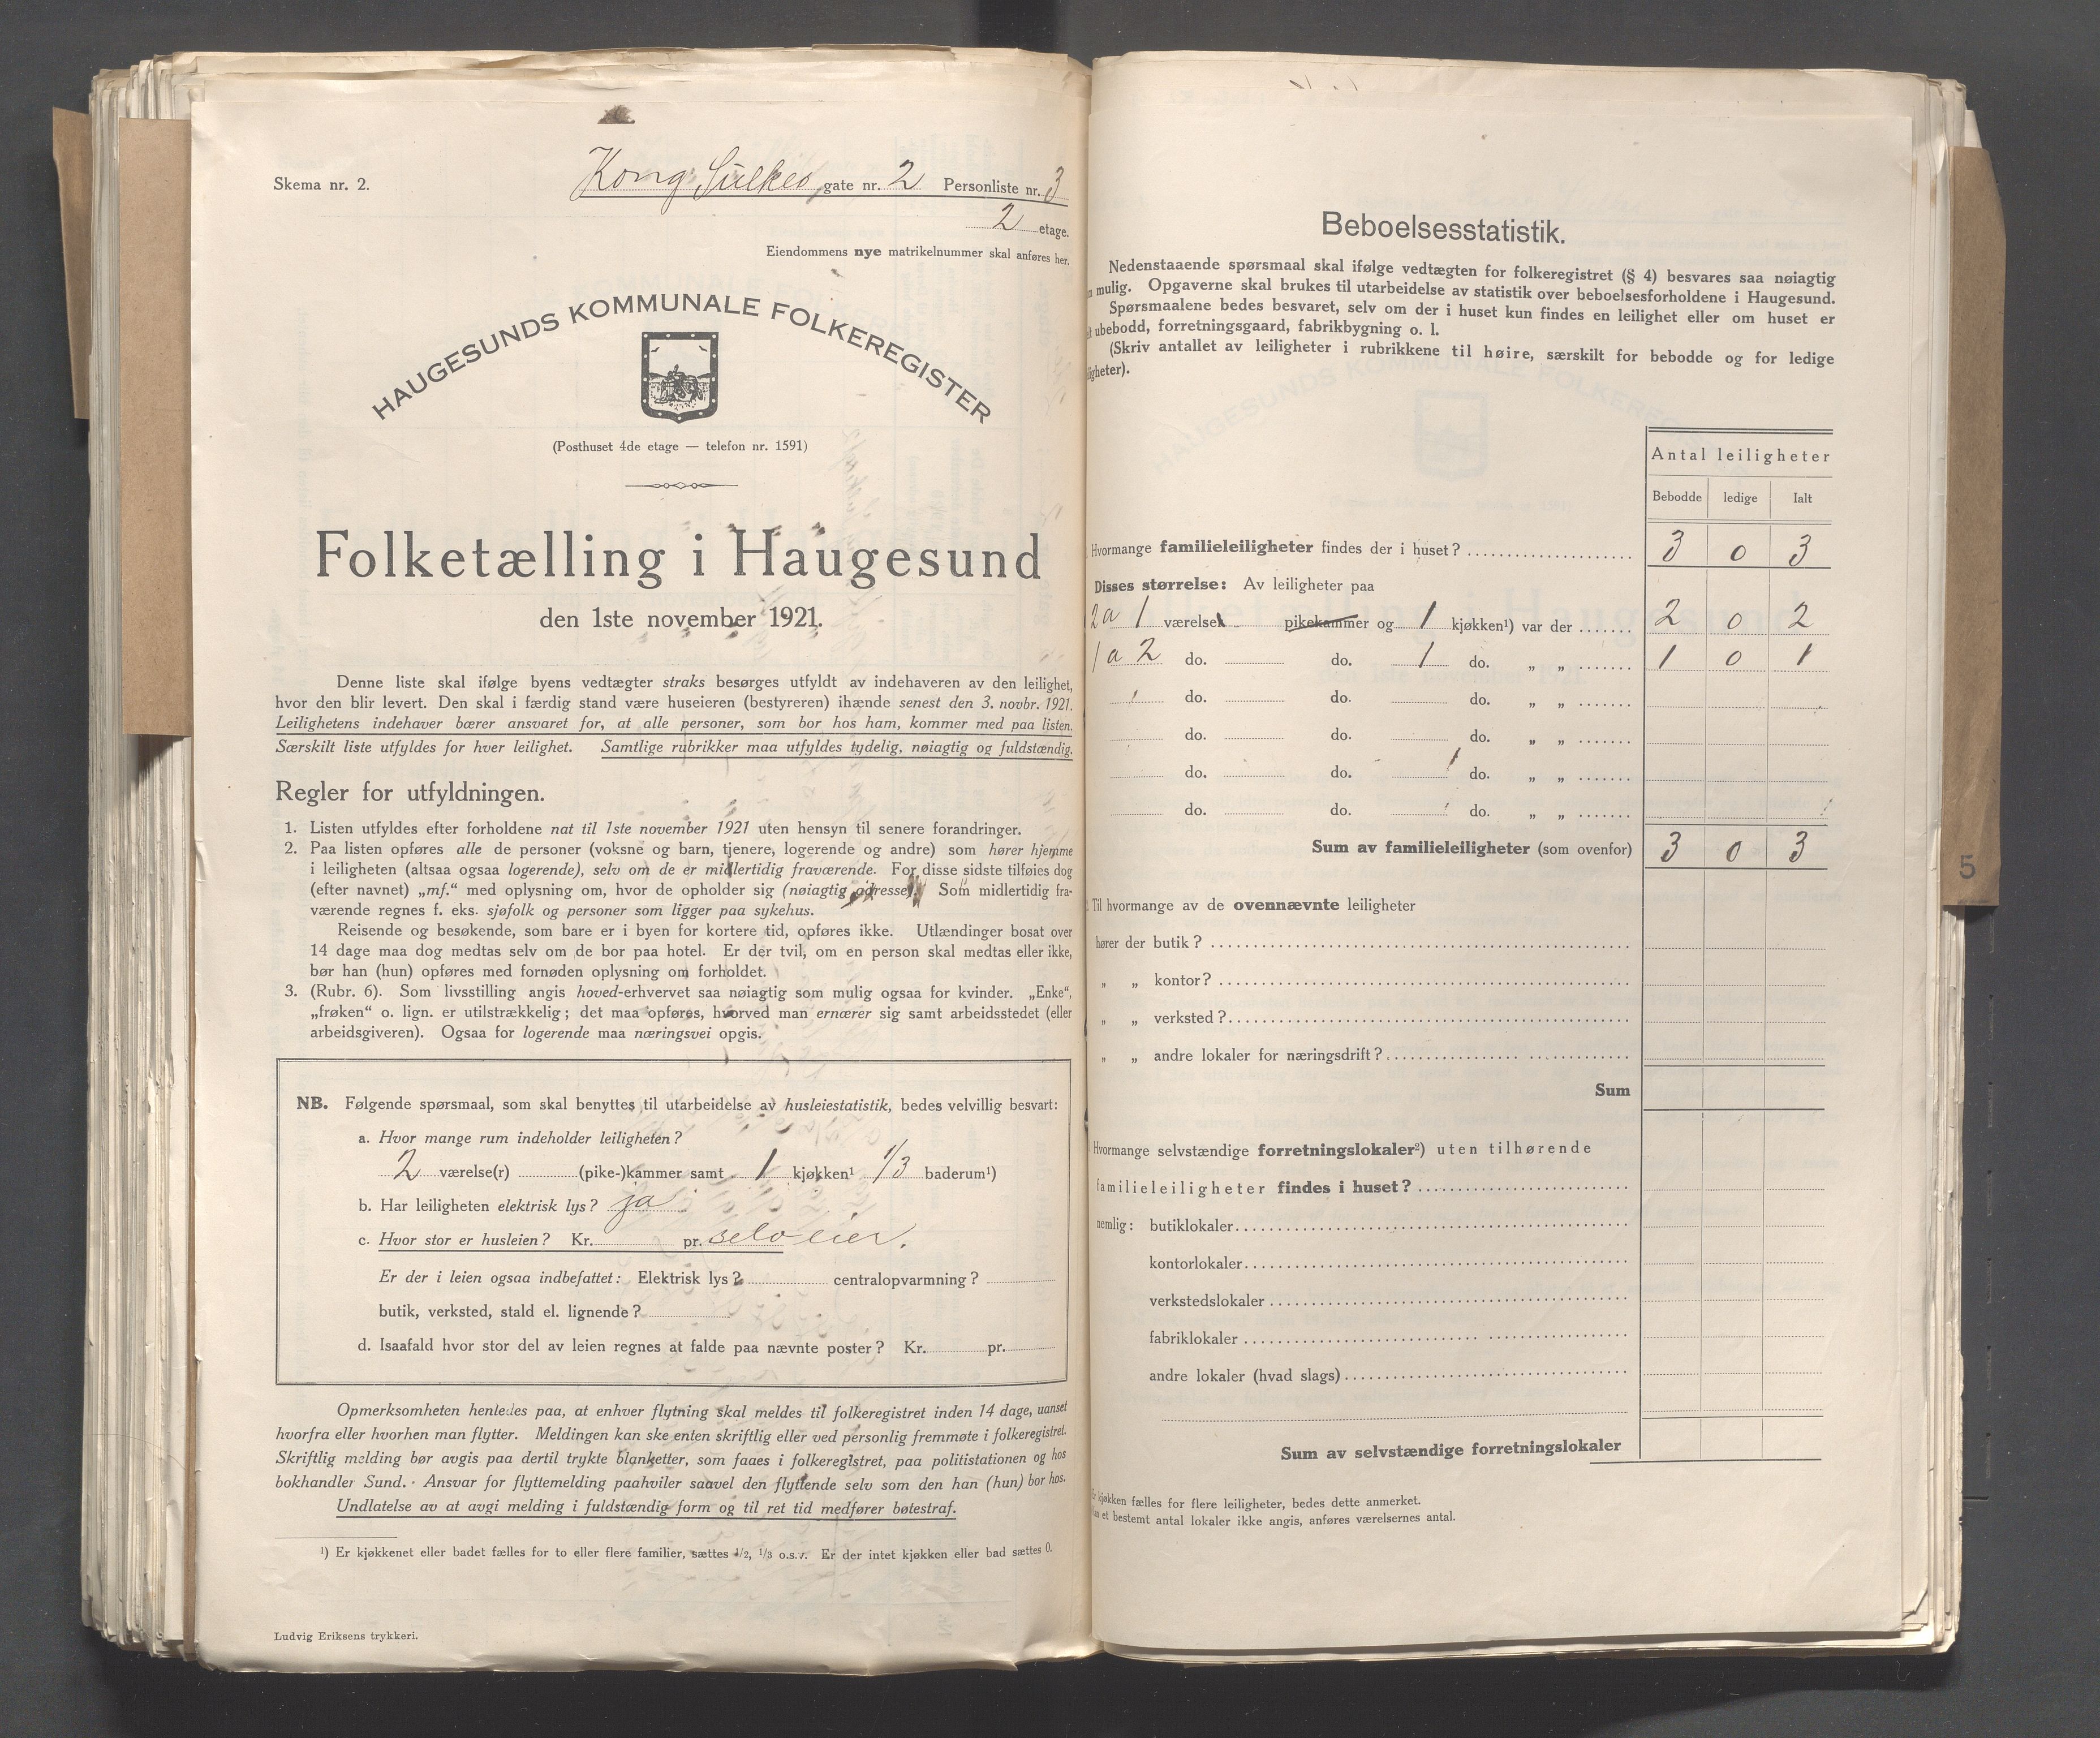 Skema nr. 2.
Kong Sulkes gate nr. 2 Personliste nr. 3
2 etage.
Eiendommens nye matrikelnummer skal anføres her.
HAUGESUNDS KOMMUNALE FOLKEREGISTER
(Posthuset 4de etage — telefon nr. 1591)
Folketælling i Haugesund
den 1ste november 1921.
Denne liste skal ifølge byens vedtægter straks besørges utfyldt av indehaveren av den leilighet,
hvor den blir levert. Den skal i færdig stand være huseieren (bestyreren) ihænde senest den 3. novbr. 1921.
Leilighetens indehaver bærer ansvaret for, at alle personer, som bor hos ham, kommer med paa listen.
Særskilt liste utfyldes for hver leilighet. Samtlige rubrikker maa utfyldes tydelig, nøiagtig og fuldstændig.
Regler for utfyldningen.
1. Listen utfyldes efter forholdene nat til 1ste november 1921 uten hensyn til senere forandringer.
2. Paa listen opføres alle de personer (voksne og barn, tjenere, logerende og andre) som hører hjemme
i leiligheten (altsaa ogsaa logerende), selv om de er midlertidig fraværende. For disse sidste tilføies dog
(efter navnet) „mf.“ med oplysning om, hvor de opholder sig (nøiagtig adresse). Som midlertidig fra-
værende regnes f. eks. sjøfolk og personer som ligger paa sykehus.
Reisende og besøkende, som bare er i byen for kortere tid, opføres ikke. Utlændinger bosat over
14 dage maa dog medtas selv om de bor paa hotel. Er der tvil, om en person skal medtas eller ikke,
bør han (hun) opføres med fornøden oplysning om forholdet.
3. (Rubr. 6). Som livsstilling angis hoved-erhvervet saa nøiagtig som mulig ogsaa for kvinder. „Enke“,
„frøken“ o. lign. er utilstrækkelig; det maa opføres, hvorved man ernærer sig samt arbeidsstedet (eller
arbeidsgiveren). Ogsaa for logerende maa næringsvei opgis.
NB. Følgende spørsmaal, som skal benyttes til utarbeidelse av husleiestatistik, bedes velvillig besvart:
a. Hvor mange rum indeholder leiligheten?
2 værelse(r) (pike-)kammer samt 1 kjøkken¹ 1/3 baderum¹)
b. Har leiligheten elektrisk lys? ja
c. Hvor stor er husleien? Kr. pr. selveier.
Er der i leien ogsaa indbefattet: Elektrisk lys? centralopvarmning?
butik, verksted, stald el. lignende?
d. Isaafald hvor stor del av leien regnes at falde paa nævnte poster? Kr. pr.
Opmerksomheten henledes paa, at enhver flytning skal meldes til folkeregistret inden 14 dage, uanset
hvorfra eller hvorhen man flytter. Meldingen kan ske enten skriftlig eller ved personlig fremmøte i folkeregistret.
Skriftlig melding bør avgis paa dertil trykte blanketter, som faaes i folkeregistret, paa politistationen og hos
bokhandler Sund. Ansvar for flyttemelding paahviler saavel den flyttende selv som den han (hun) bor hos.
Undlatelse av at avgi melding i fuldstændig form og til ret tid medfører bøtestraf.
¹) Er kjøkkenet eller badet fælles for to eller flere familier, sættes 1/2, 1/3 o.s.v. Er der intet kjøkken eller bad sættes 0.
Ludvig Eriksens trykkeri.
Beboelsesstatistik.
Nedenstaaende spørsmaal skal ifølge vedtægten for folkeregistret (§ 4) besvares saa nøiagtig
mulig. Opgaverne skal brukes til utarbeidelse av statistik over beboelsesforholdene i Haugesund.
Spørsmaalene bedes besvaret, selv om der i huset kun findes en leilighet eller om huset er
ubebodd, forretningsgaard, fabrikbygning o. l.
(Skriv antallet av leiligheter i rubrikkene til høire, særskilt for bebodde og for ledige
ligheter).
Antal leiligheter
Bebodde ledige Ialt
Hvormange familieleiligheter findes der i huset? 3 0 3
Disses størrelse: Av leiligheter paa
2 a 1 værelse pikekammer og 1 kjøkken¹) var der 2 0 2
1 a 2 do. do. 1 do. „ „ 1 0 1
do. do. do. „ „
do. do. do. „ „
do. do. do. „ „
do. do. do. „ „
Sum av familieleiligheter (som ovenfor) 3 0 3
Til hvormange av de ovennævnte leiligheter
hører der butik?
„ „ kontor?
„ „ verksted?
„ „ andre lokaler for næringsdrift?
Sum
Hvormange selvstændige forretningslokaler²) uten tilhørende
familieleiligheter findes i huset?
nemlig: butiklokaler
kontorlokaler
verkstedslokaler
fabriklokaler
andre lokaler (hvad slags)
Sum av selvstændige forretningslokaler
kjøkken fælles for flere leiligheter, bedes dette anmerket.
et bestemt antal lokaler ikke angis, anføres værelsernes antal.
5